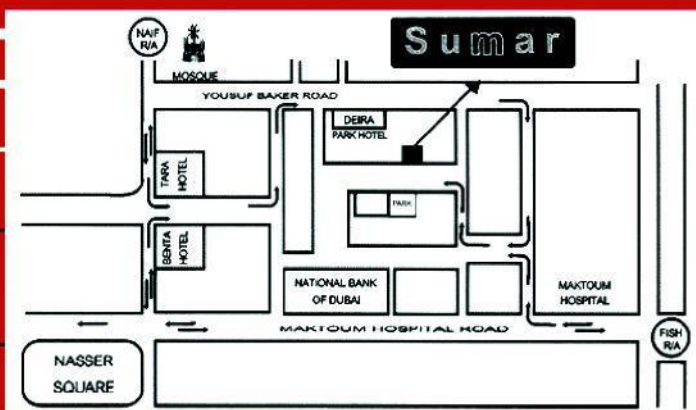 NAIF
R/A
MOSQUE
Sumar
YOUSUF BAKER ROAD
DEIRA
PARK HOTEL
TARA
HOTEL
PARK
BENTA
HOTEL
NATIONAL BANK
OF DUBAI
MAKTOUM
HOSPITAL
MAKTOUM HOSPITAL ROAD
FISH
R/A
NASSER
SQUARE